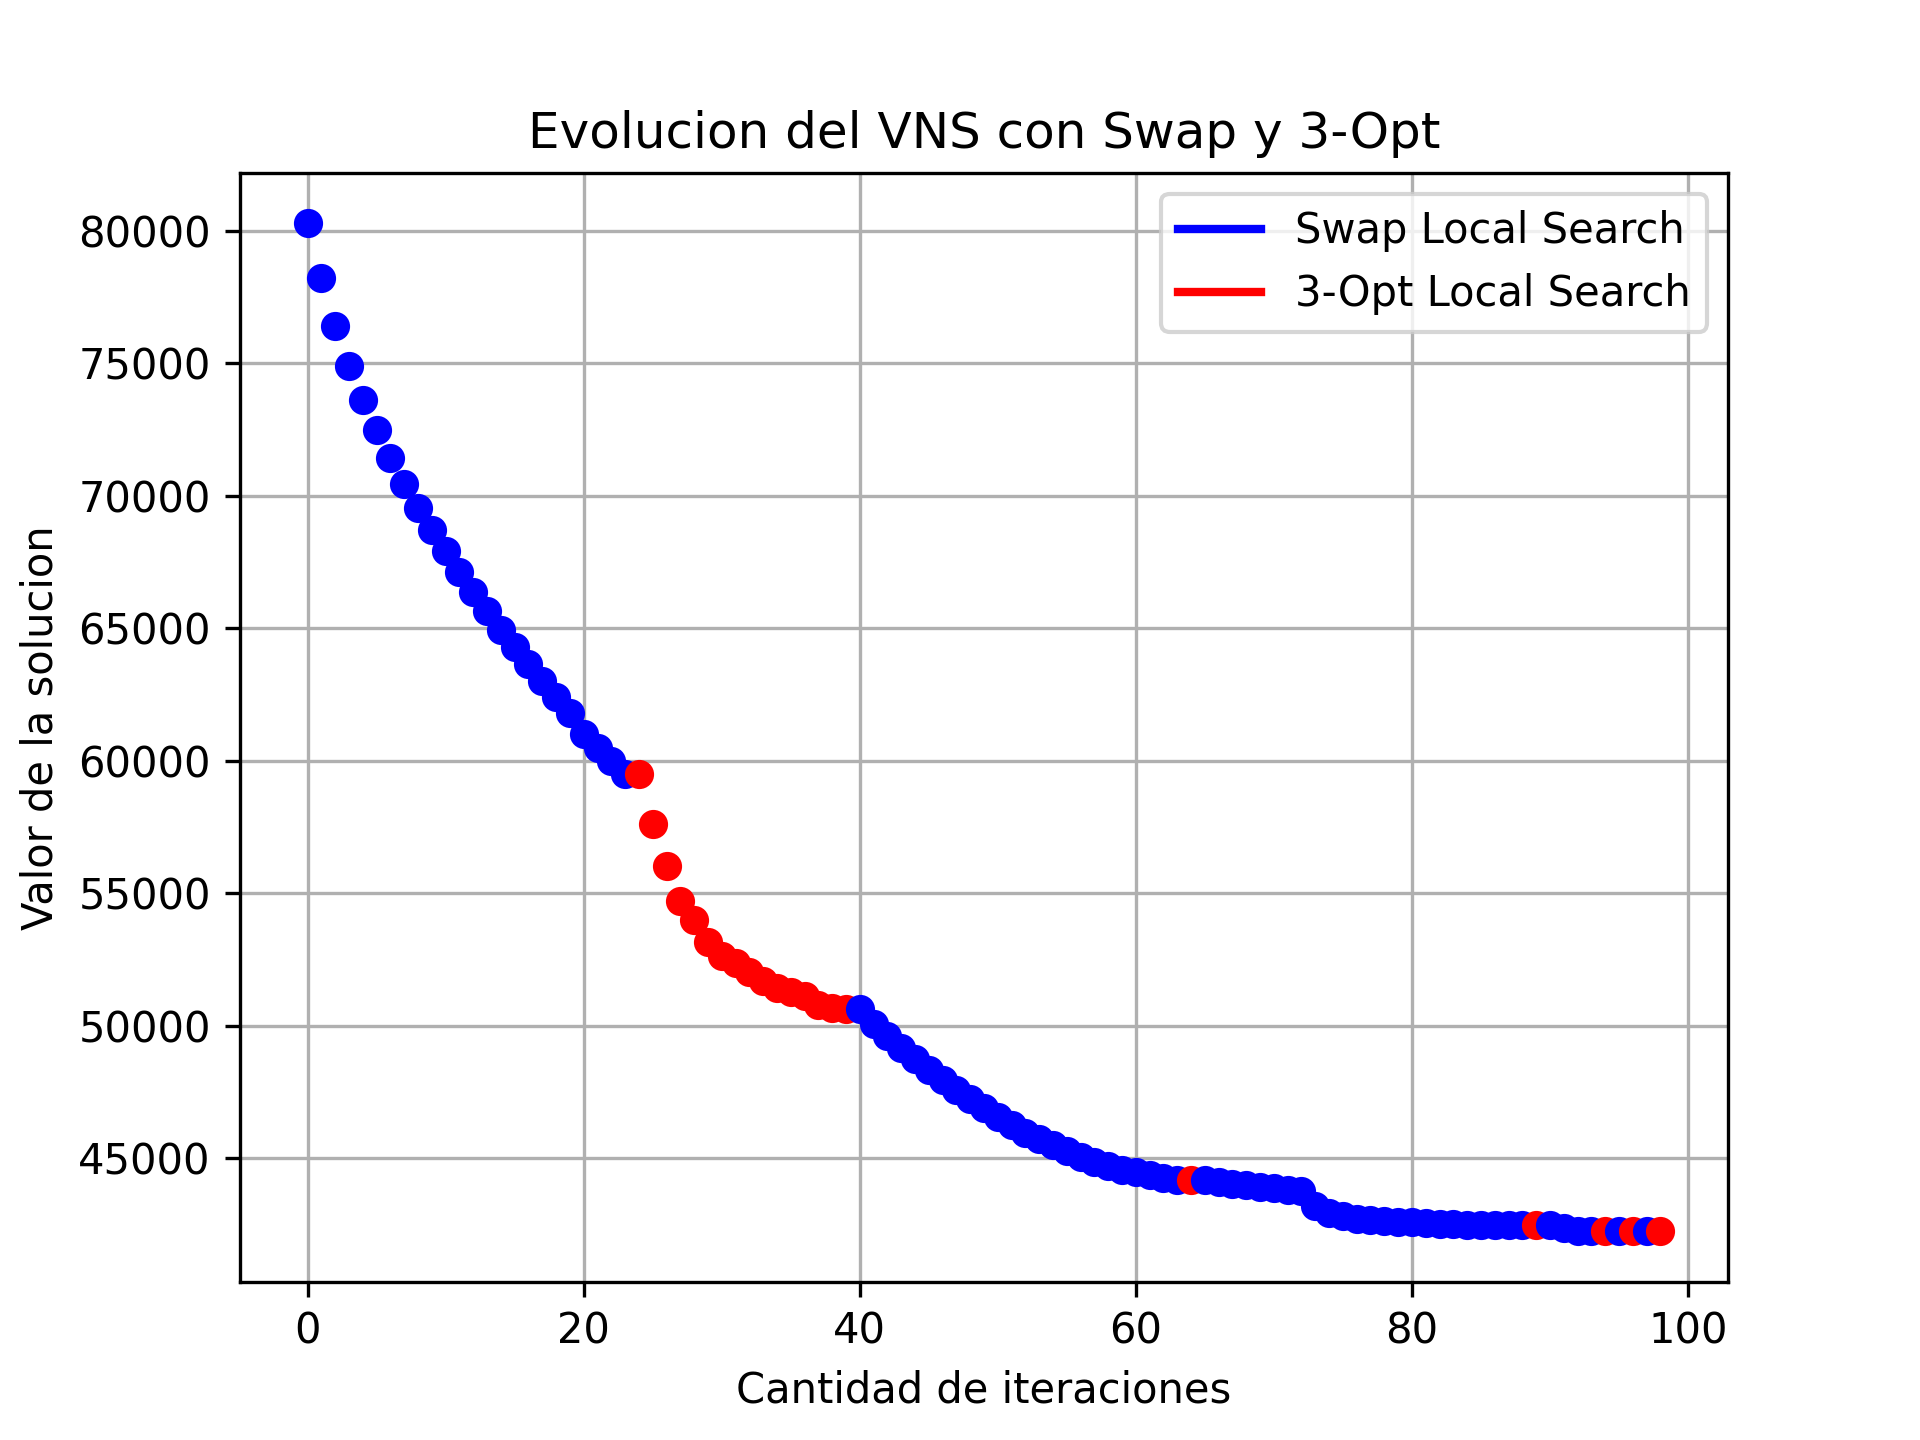 Evolucion del VNS con Swap y 3-Opt
Swap Local Search
3-Opt Local Search
Valor de la solucion
80000
75000
70000
65000
60000
55000
50000
45000
0 20 40 60 80 100
Cantidad de iteraciones